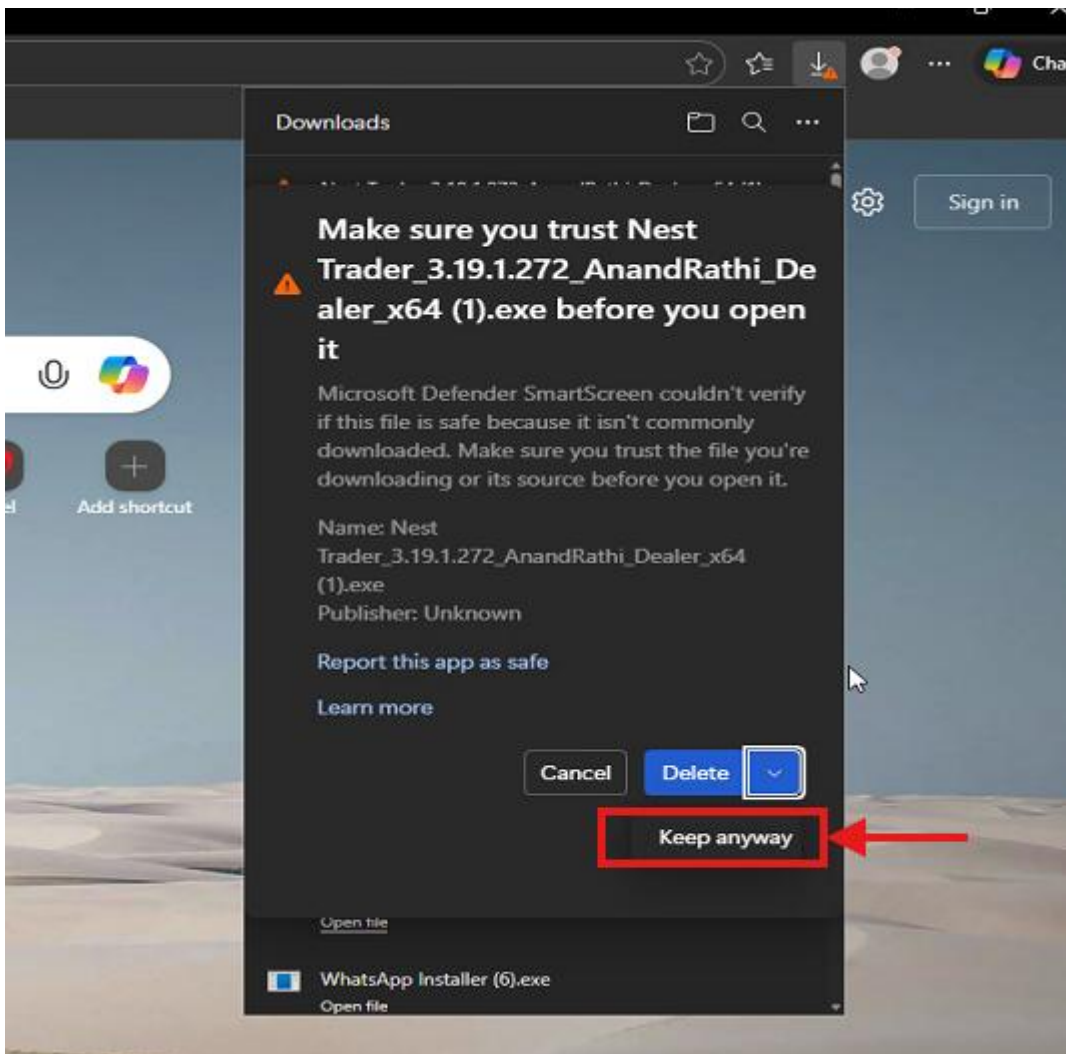 Cha
Downloads
Sign in
Make sure you trust Nest
Trader_3.19.1.272_AnandRathi_De
aler_x64 (1).exe before you open
it
Microsoft Defender SmartScreen couldn't verify
if this file is safe because it isn't commonly
downloaded. Make sure you trust the file you're
downloading or its source before you open it.
Add shortcut
Name: Nest
Trader_3.19.1.272_AnandRathi_Dealer_x64
(1).exe
Publisher: Unknown
Report this app as safe
Learn more
Cancel
Delete
Keep anyway
Open file
WhatsApp Installer (6).exe
Open file